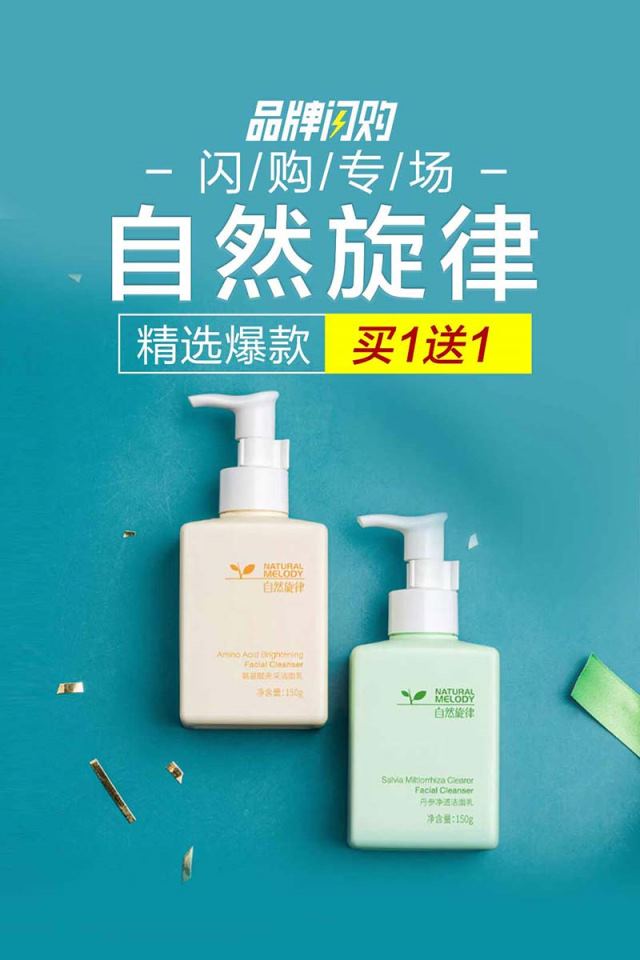 品牌闪购
闪/购/专/场
自然旋律
精选爆款 买1送1
NATURAL
MELODY
自然旋律
Amino Acid Brightening
Facial Cleanser
氨基酸亮采洁面乳
净含量:150g
NATURAL
MELODY
自然旋律
Salvia Miltiorrhiza Clearer
Facial Cleanser
丹参净透洁面乳
净含量:150g